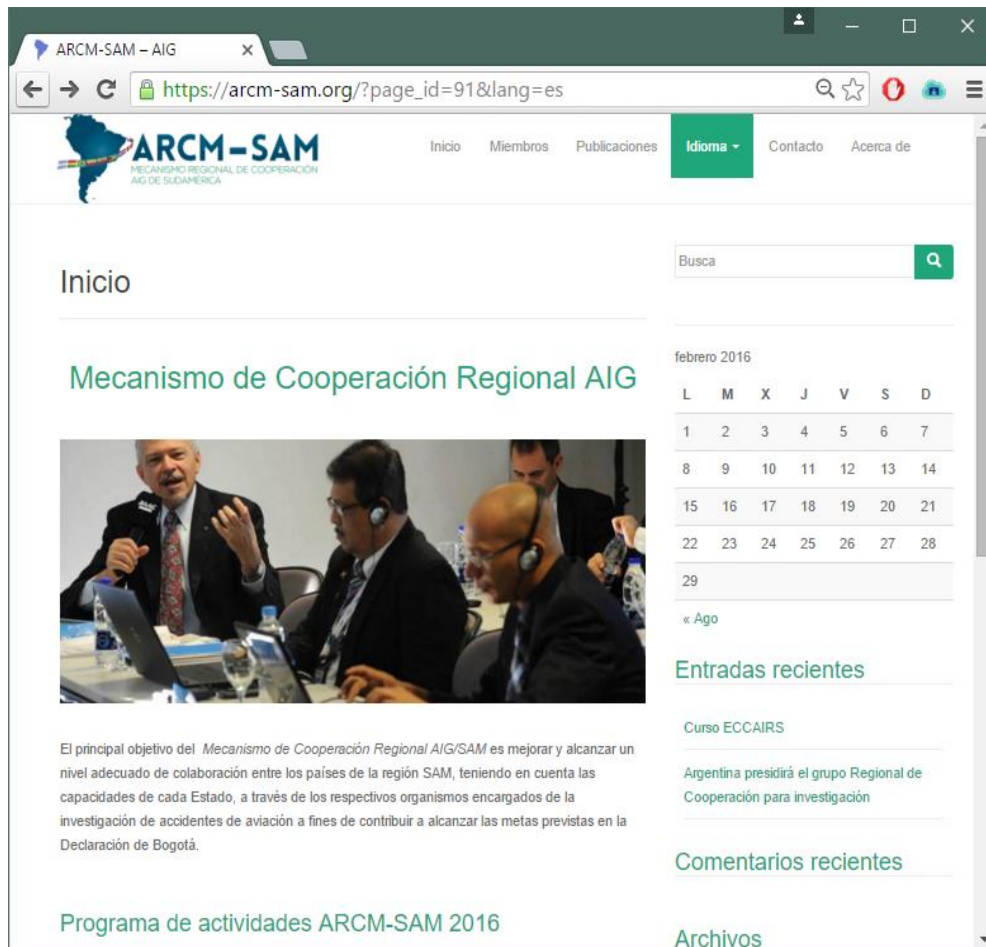 ARCM-SAM – AIG
https://arcm-sam.org/?page_id=91&lang=es
ARCM-SAM
MECANISMO REGIONAL DE COOPERACIÓN
AIG DE SUDAMÉRICA
Inicio Miembros Publicaciones Idioma Contacto Acerca de
Inicio
Mecanismo de Cooperación Regional AIG
El principal objetivo del Mecanismo de Cooperación Regional AIG/SAM es mejorar y alcanzar un
nivel adecuado de colaboración entre los países de la región SAM, teniendo en cuenta las
capacidades de cada Estado, a través de los respectivos organismos encargados de la
investigación de accidentes de aviación a fines de contribuir a alcanzar las metas previstas en la
Declaración de Bogotá.
Programa de actividades ARCM-SAM 2016
Busca
febrero 2016
L M X J V S D
1 2 3 4 5 6 7
8 9 10 11 12 13 14
15 16 17 18 19 20 21
22 23 24 25 26 27 28
29
« Ago
Entradas recientes
Curso ECCAIRS
Argentina presidirá el grupo Regional de
Cooperación para investigación
Comentarios recientes
Archivos